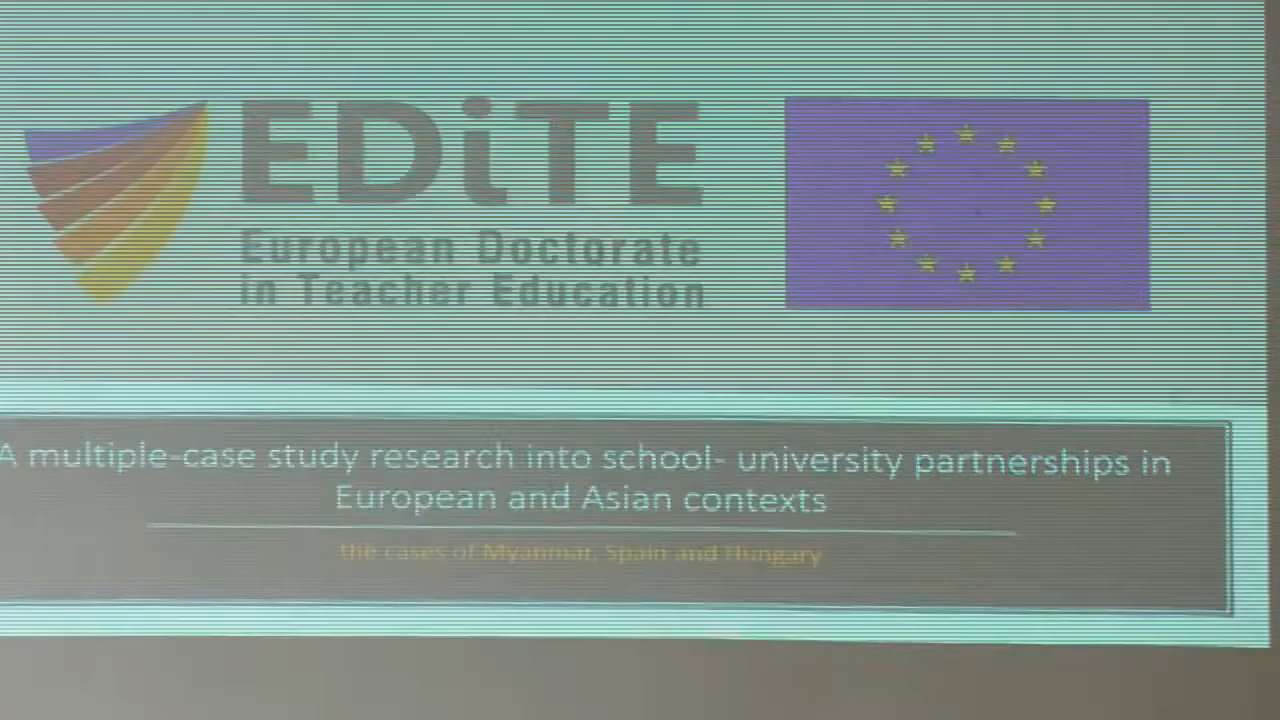 EDiTE
European Doctorate
in Teacher Education
A multiple-case study research into school- university partnerships in
European and Asian contexts
the cases of Myanmar, Spain and Hungary